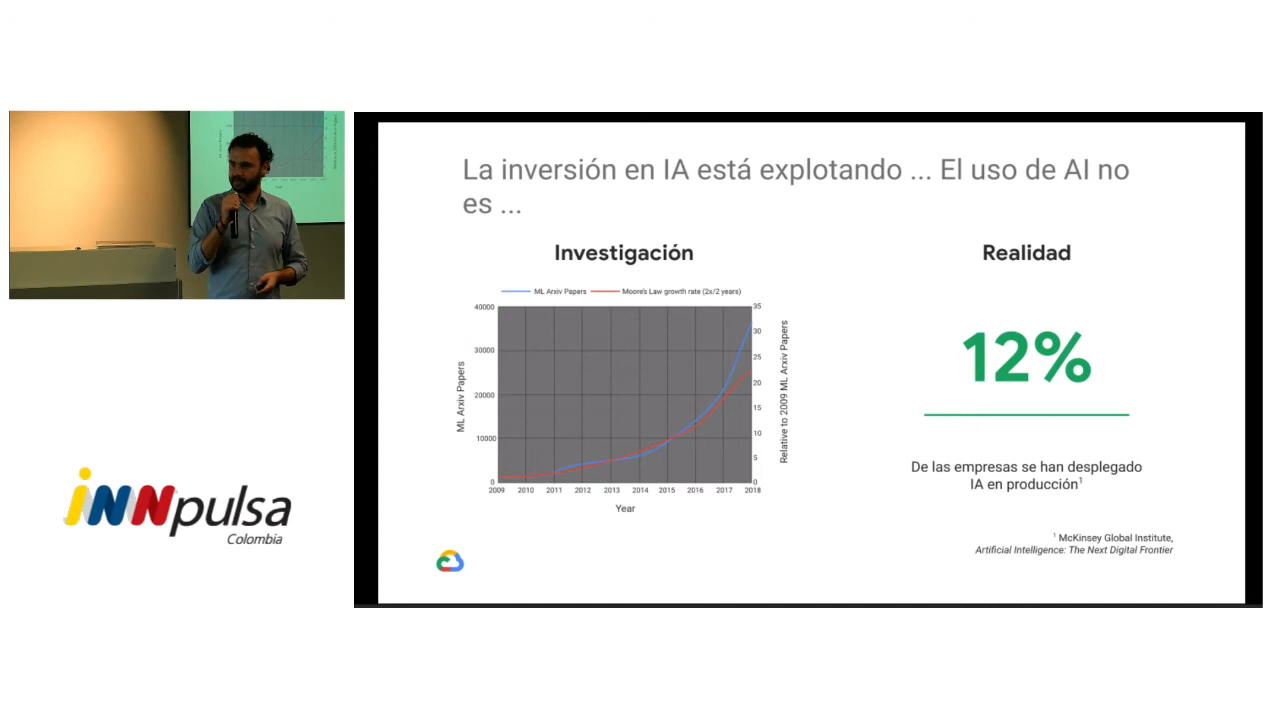 La inversión en IA está explotando ... El uso de AI no
es ...
Investigación
ML Arxiv Papers
Moore's Law growth rate (2x/2 years)
40000
30000
20000
10000
0
35
30
25
20
15
10
5
0
ML Arxiv Papers
Relative to 2009 ML Arxiv Papers
2009 2010 2011 2012 2013 2014 2015 2016 2017 2018
Year
Realidad
12%
De las empresas se han desplegado
IA en producción¹
¹ McKinsey Global Institute,
Artificial Intelligence: The Next Digital Frontier
iNNpulsa
Colombia